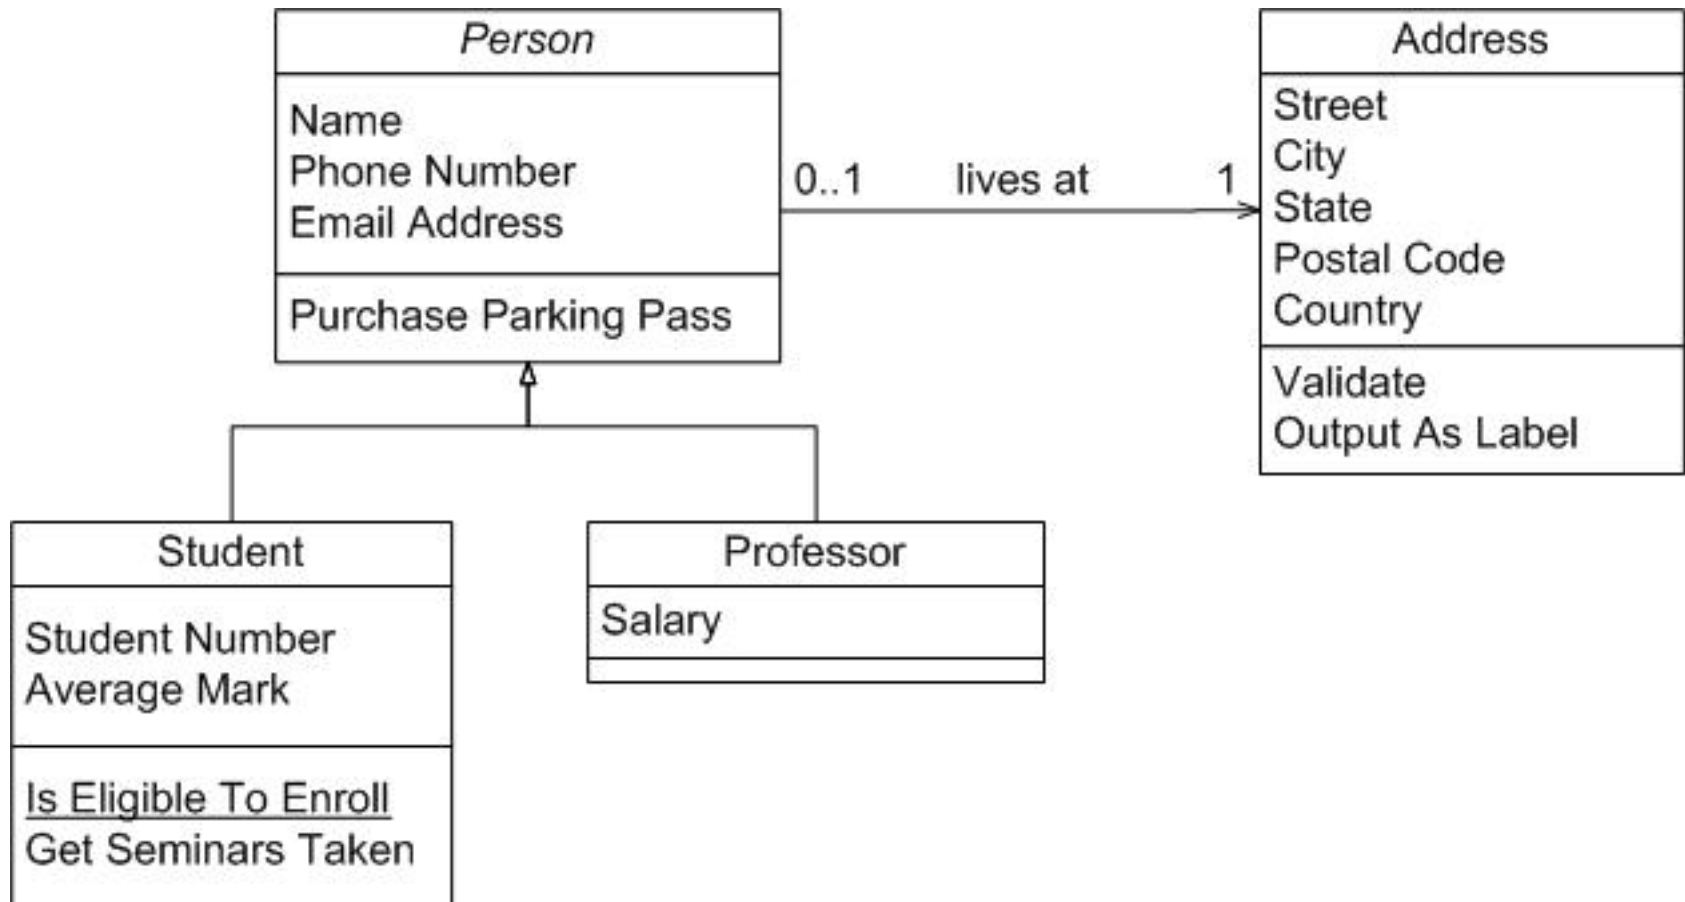 Person
Name
Phone Number
Email Address
Purchase Parking Pass
0..1 lives at 1
Address
Street
City
State
Postal Code
Country
Validate
Output As Label
Student
Student Number
Average Mark
Is Eligible To Enroll
Get Seminars Taken
Professor
Salary